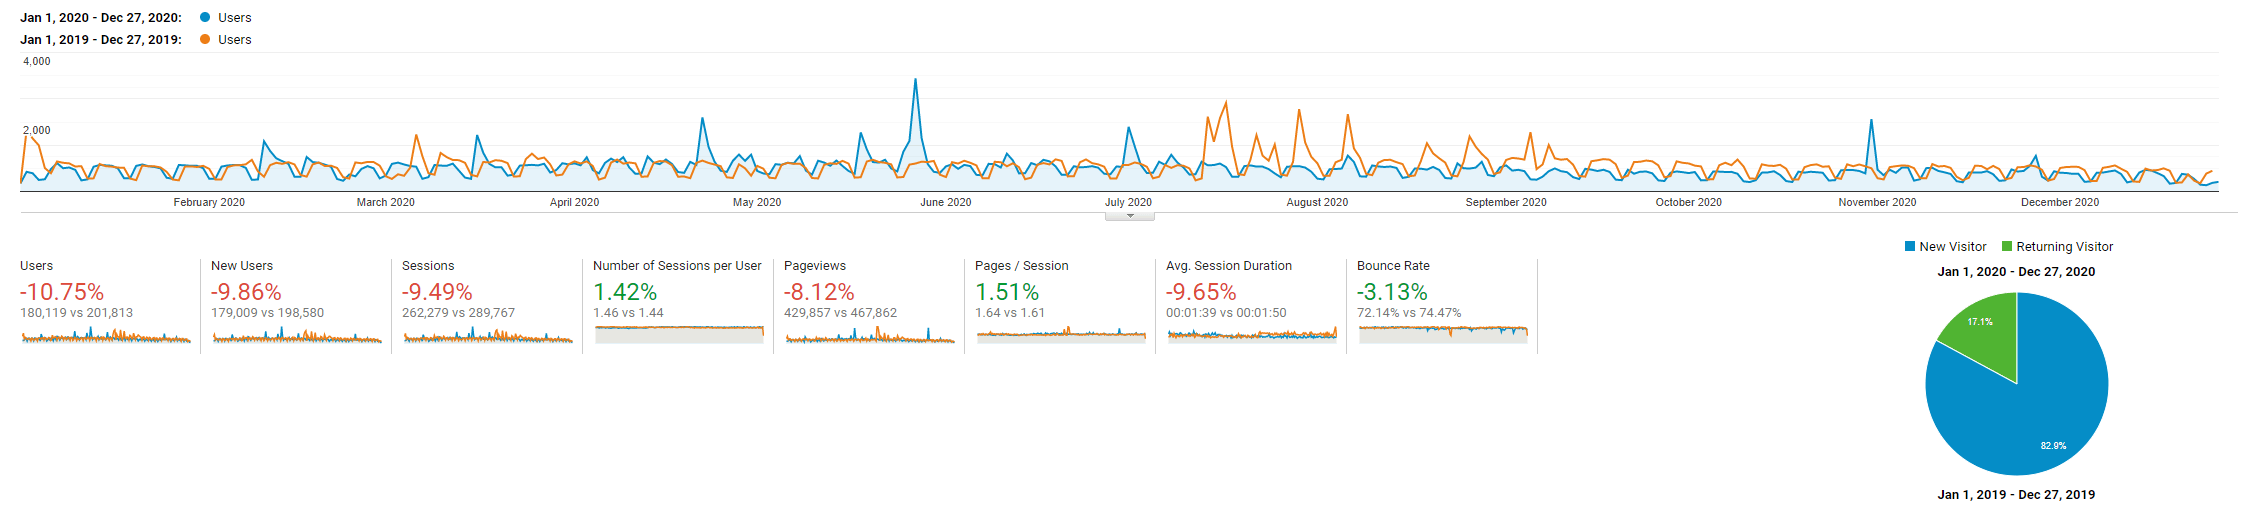 Jan 1, 2020 - Dec 27, 2020: Users
Jan 1, 2019 - Dec 27, 2019: Users
4,000
2,000
February 2020 March 2020 April 2020 May 2020 June 2020 July 2020 August 2020 September 2020 October 2020 November 2020 December 2020
New Visitor Returning Visitor
Users
-10.75%
180,119 vs 201,813
New Users
-9.86%
179,009 vs 198,580
Sessions
-9.49%
262,279 vs 289,767
Number of Sessions per User
1.42%
1.46 vs 1.44
Pageviews
-8.12%
429,857 vs 467,862
Pages / Session
1.51%
1.64 vs 1.61
Avg. Session Duration
-9.65%
00:01:39 vs 00:01:50
Bounce Rate
-3.13%
72.14% vs 74.47%
Jan 1, 2020 - Dec 27, 2020
17.1%
82.9%
Jan 1, 2019 - Dec 27, 2019